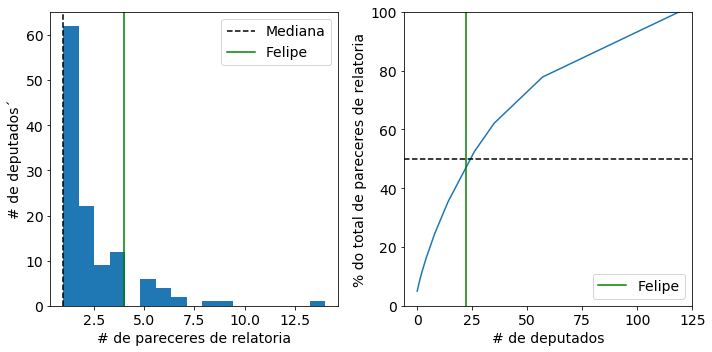 Mediana
Felipe
60
50
40
30
20
10
0
# de deputados´
2.5 5.0 7.5 10.0 12.5
# de pareceres de relatoria
100
80
60
40
20
0
% do total de pareceres de relatoria
Felipe
0 25 50 75 100 125
# de deputados